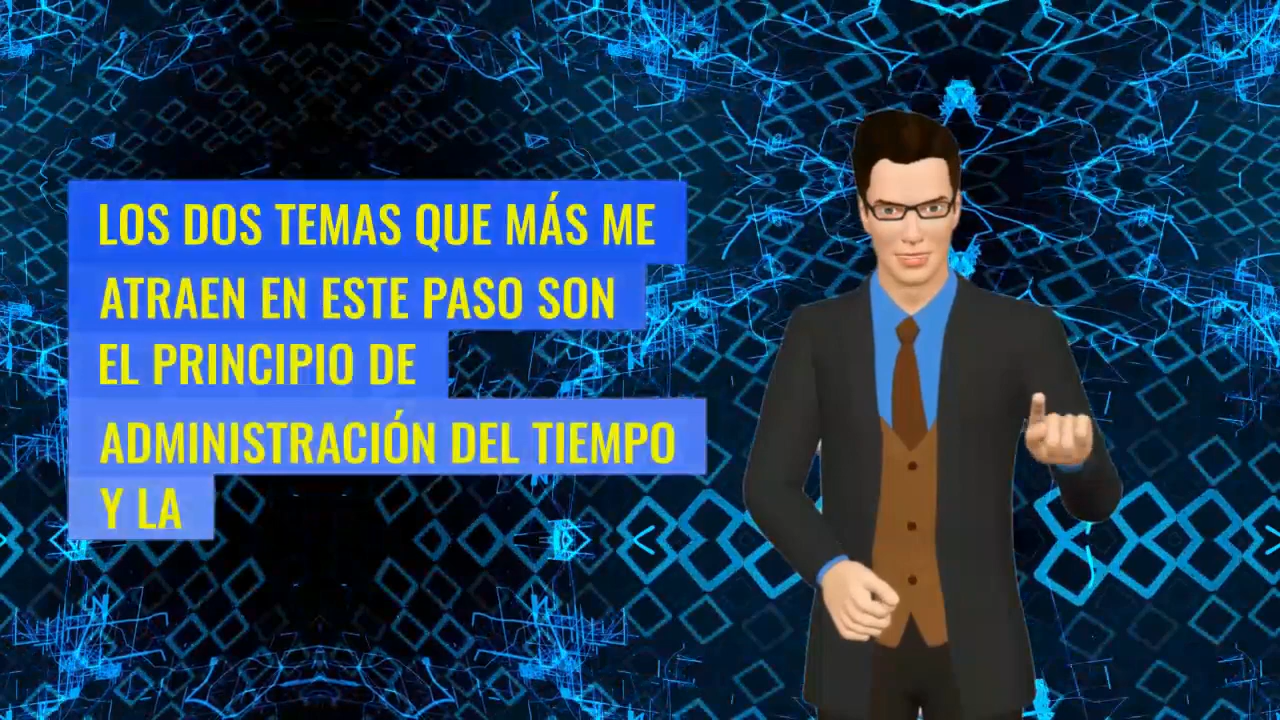 LOS DOS TEMAS QUE MÁS ME
ATRAEN EN ESTE PASO SON
EL PRINCIPIO DE
ADMINISTRACIÓN DEL TIEMPO
Y LA